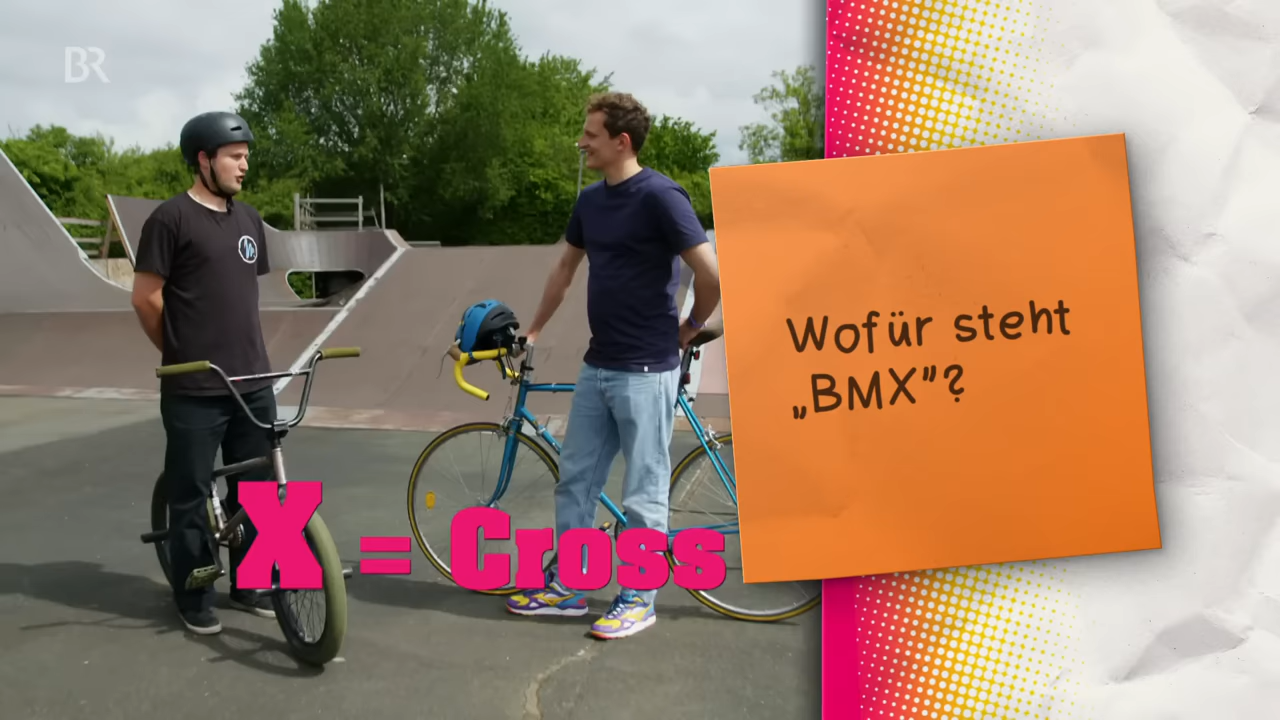 BR
Wofür steht
„BMX”?
X = Cross